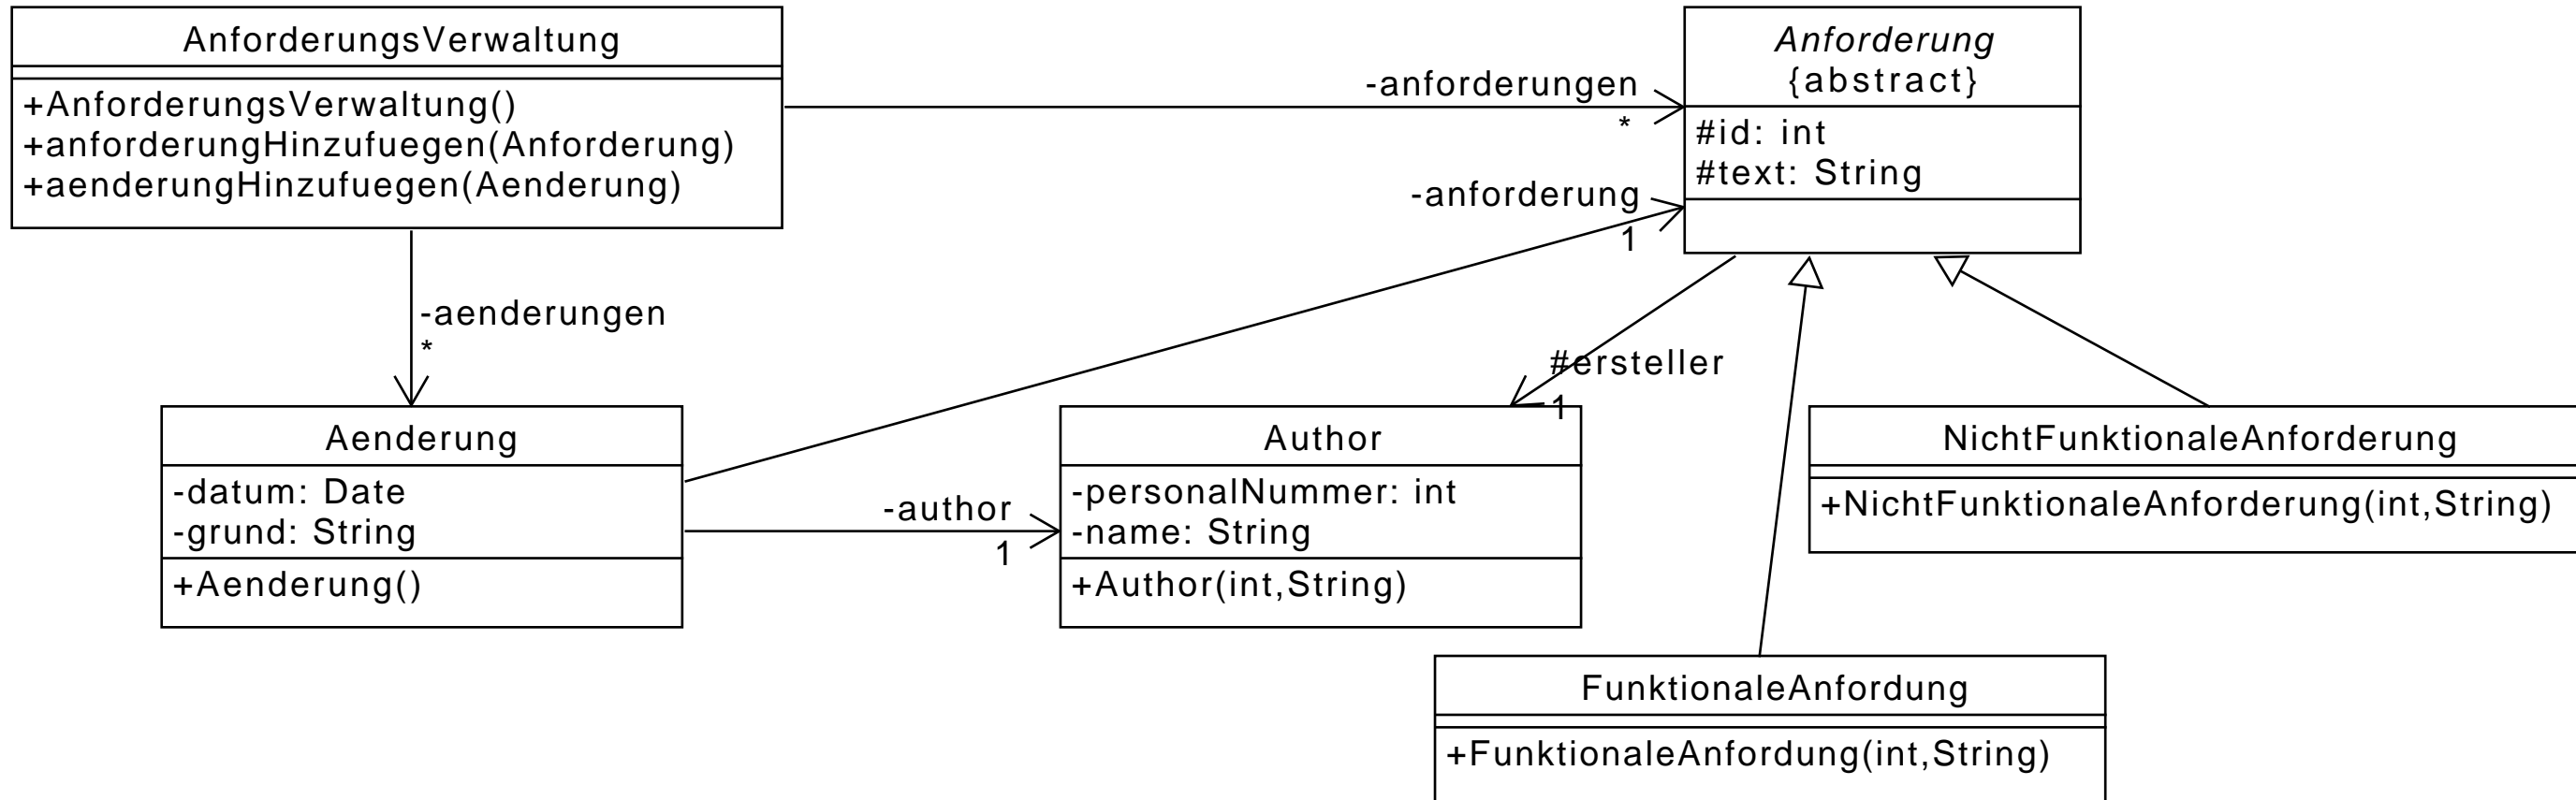 AnforderungsVerwaltung
+AnforderungsVerwaltung()
+anforderungHinzufuegen(Anforderung)
+aenderungHinzufuegen(Aenderung)
-anforderungen
*
Anforderung
{abstract}
#id: int
#text: String
-anforderung
1
-aenderungen
*
#ersteller
1
Aenderung
-datum: Date
-grund: String
+Aenderung()
-author
1
Author
-personalNummer: int
-name: String
+Author(int,String)
NichtFunktionaleAnforderung
+NichtFunktionaleAnforderung(int,String)
FunktionaleAnfordung
+FunktionaleAnfordung(int,String)